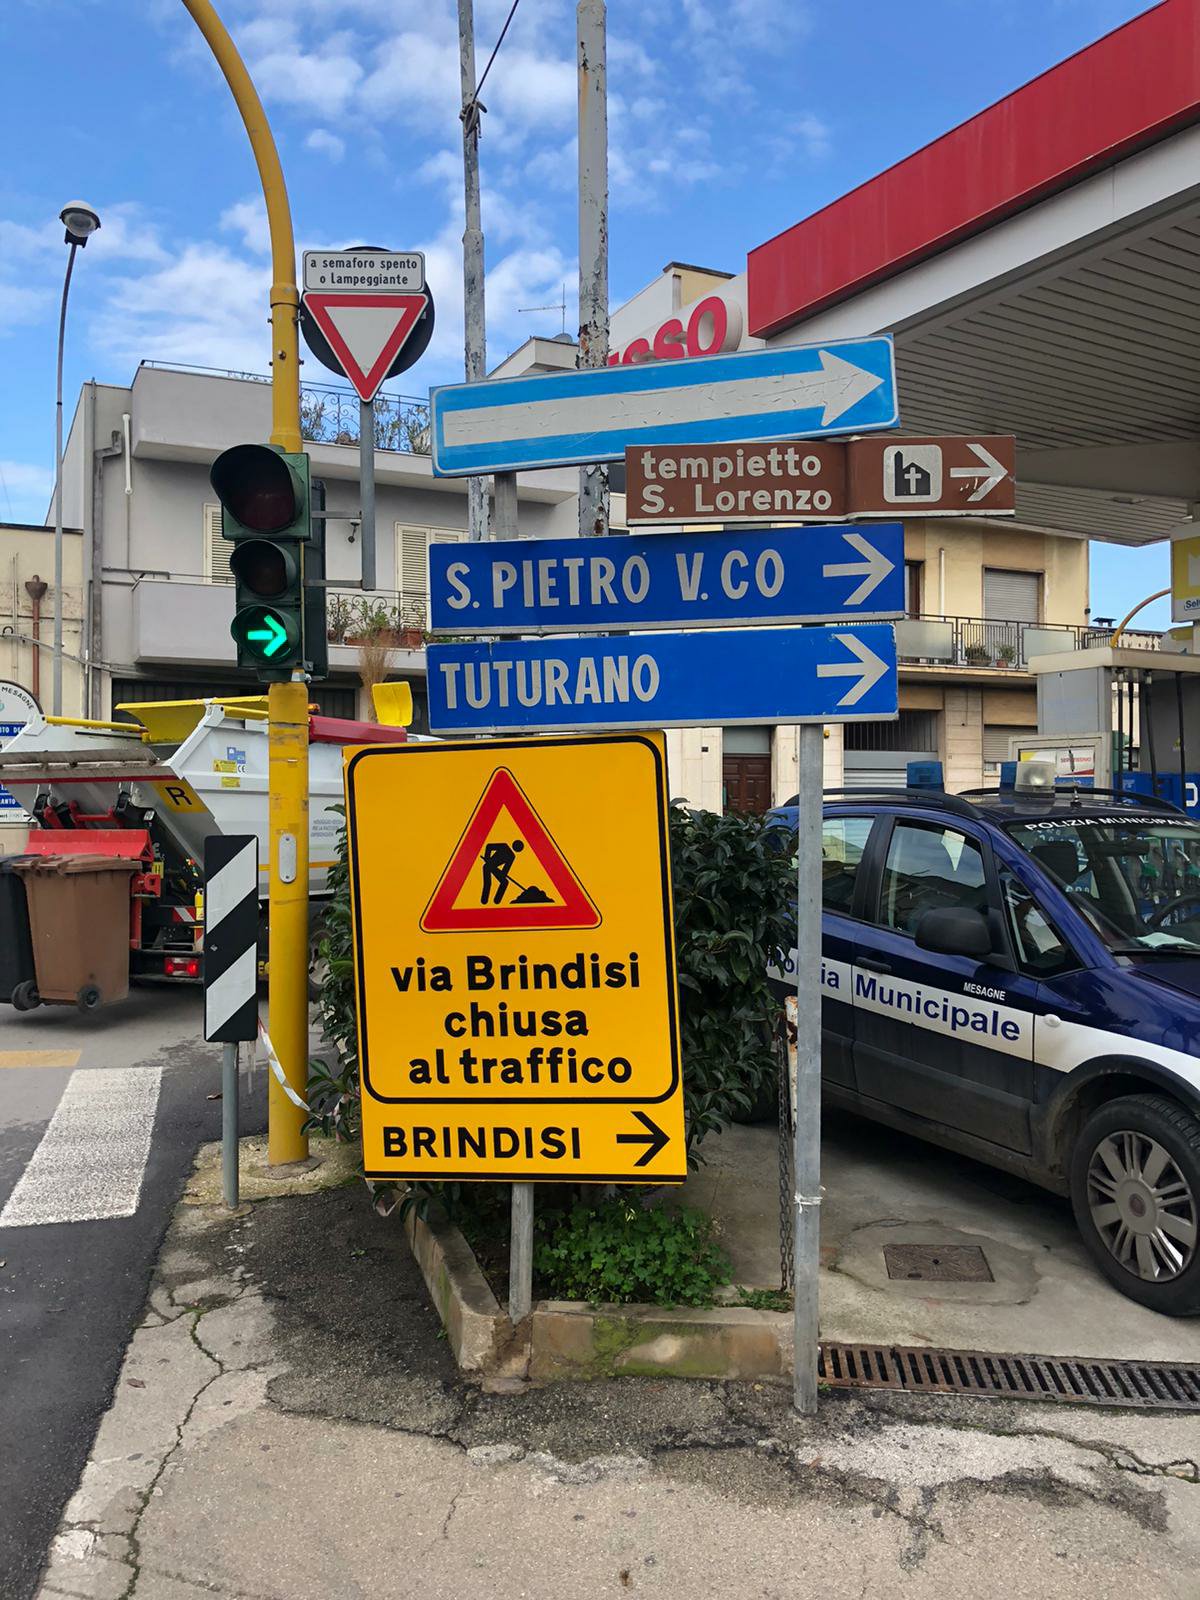 a semaforo spento
o lampeggiante
tempietto
S. Lorenzo
S. PIETRO V.CO
TUTURANO
via Brindisi
chiusa
al traffico
BRINDISI
R
MESAGNE
POLIZIA MUNICIPALE
MESAGNE
Polizia Municipale